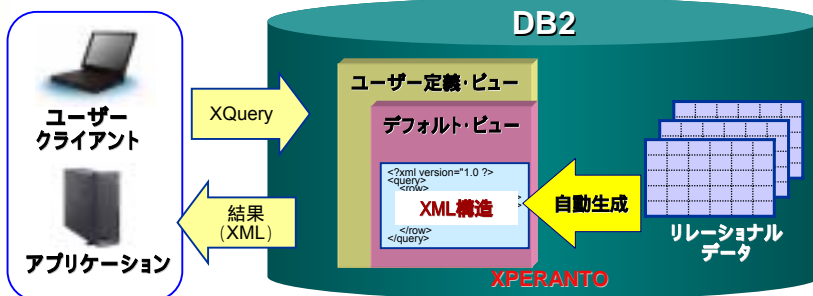 DB2
ユーザー
クライアント
アプリケーション
XQuery
結果
(XML)
ユーザー定義･ビュー
デフォルト･ビュー
<?xml version="1.0 ?>
<query>
<row>
XML構造
</row>
</query>
自動生成
リレーショナル
データ
XPERANTO